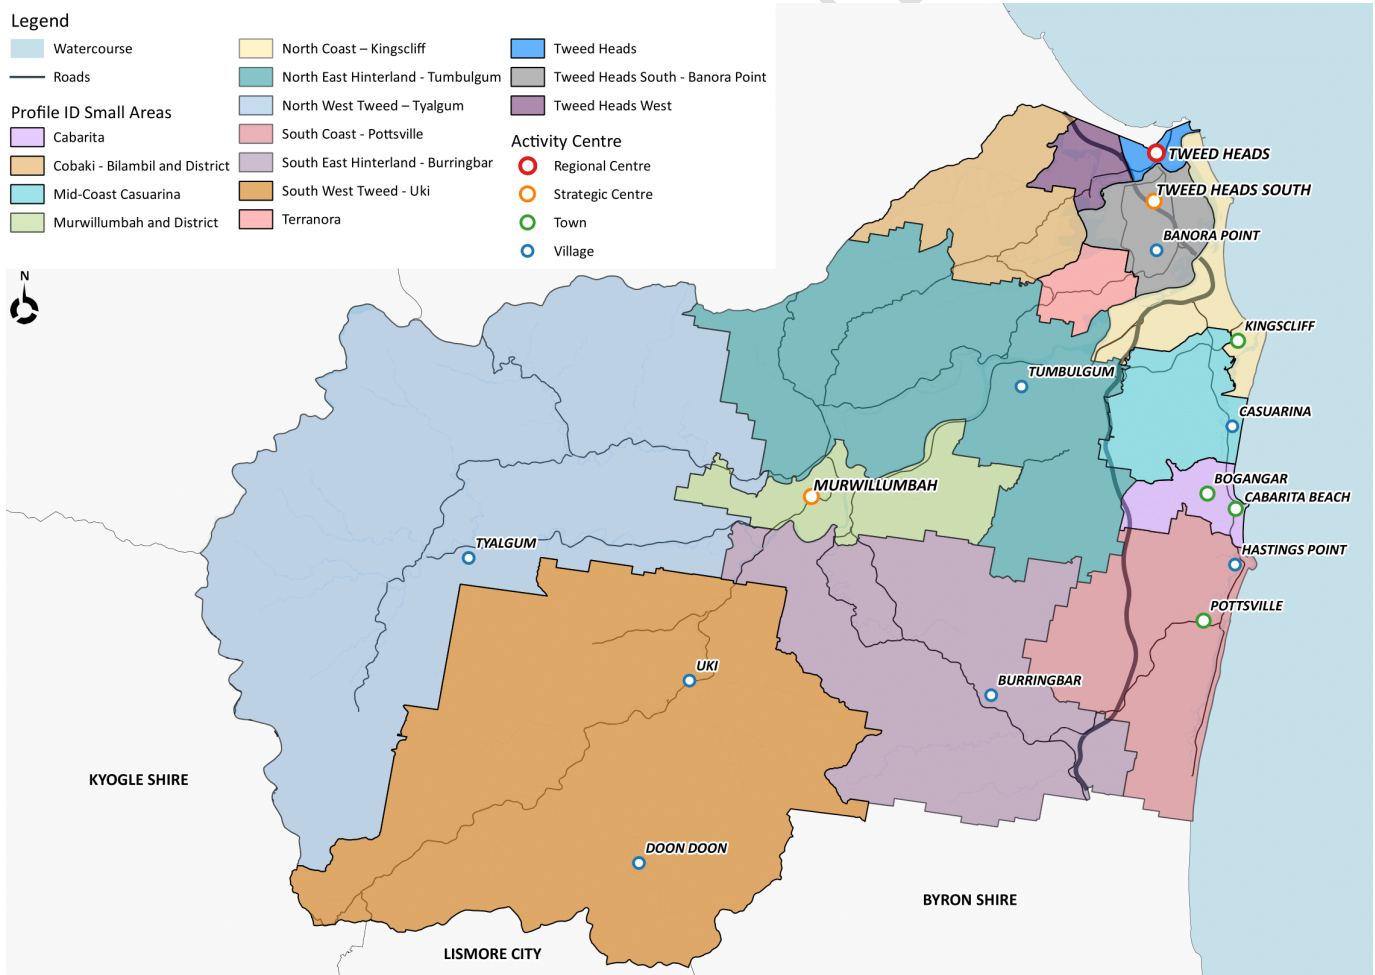 Legend
Watercourse
Roads
Profile ID Small Areas
Cabarita
Cobaki - Bilambil and District
Mid-Coast Casuarina
Murwillumbah and District
North Coast – Kingscliff
North East Hinterland - Tumbulgum
North West Tweed – Tyalgum
South Coast - Pottsville
South East Hinterland - Burringbar
South West Tweed - Uki
Terranora
Tweed Heads
Tweed Heads South - Banora Point
Tweed Heads West
Activity Centre
Regional Centre
Strategic Centre
Town
Village
N
TWEED HEADS
TWEED HEADS SOUTH
BANORA POINT
KINGSCLIFF
TUMBULGUM
CASUARINA
BOGANGAR
MURWILLUMBAH
CABARITA BEACH
TYALGUM
HASTINGS POINT
POTTSVILLE
UKI
BURRINGBAR
KYOGLE SHIRE
DOON DOON
BYRON SHIRE
LISMORE CITY